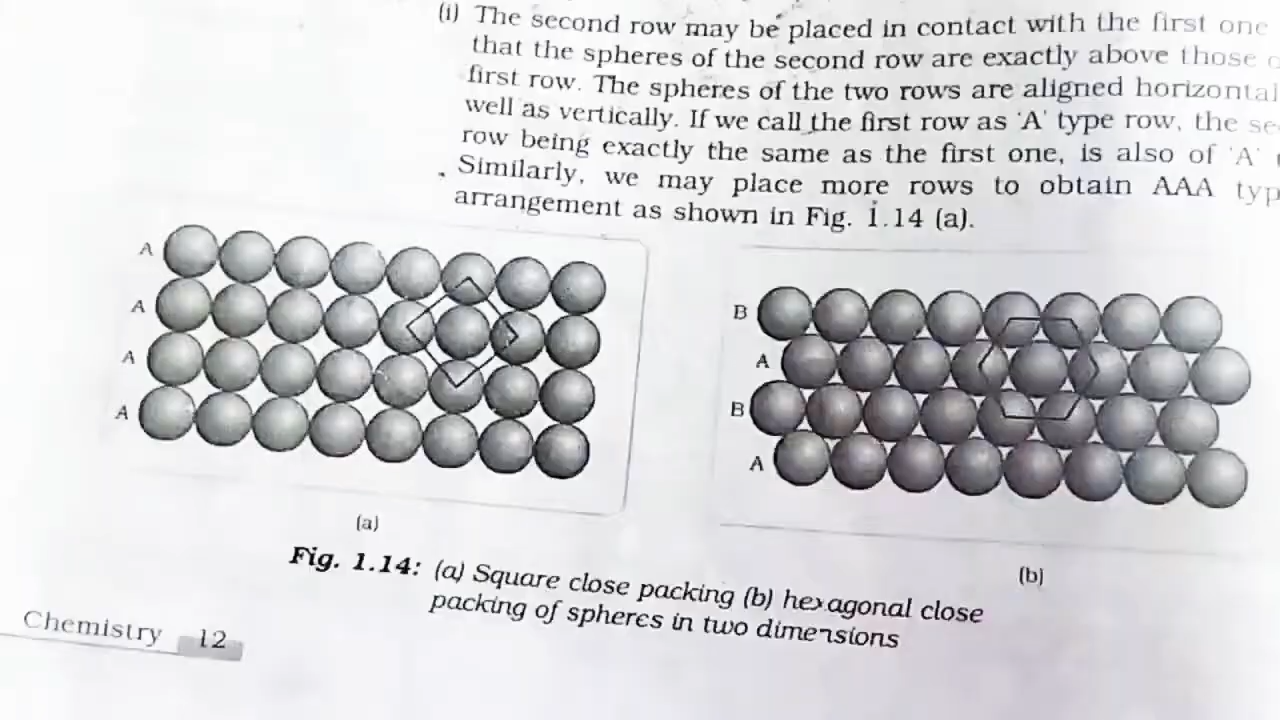 (i) The second row may be placed in contact with the first one
that the spheres of the second row are exactly above those
first row. The spheres of the two rows are aligned
well as vertically. If we call the first row as 'A' type row, the
row being exactly the same as the first one, is also of 'A'
Similarly, we may place more rows to obtain AAA
arrangement as shown in Fig. 1.14 (a).
A
A
A
A
(a)
B
A
B
A
(b)
Fig. 1.14: (a) Square close packing (b) hexagonal close
packing of spheres in two dimensions
Chemistry 12